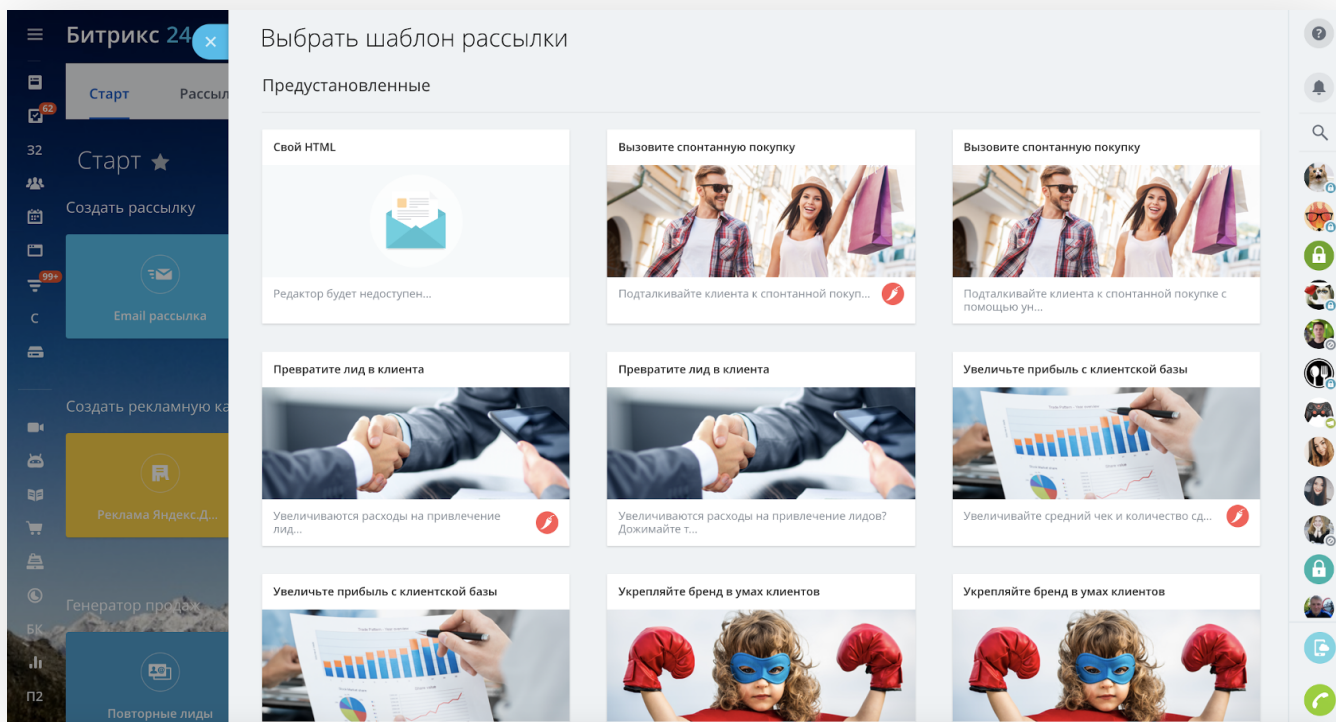 Битрикс 24
Выбрать шаблон рассылки
Старт
Рассыл
Предустановленные
62
32
Старт
Создать рассылку
99+
Email рассылка
С
Создать рекламную ка
Реклама Яндекс.Д...
Генератор продаж
БК
П2
Повторные лиды
Свой HTML
Редактор будет недоступен...
Вызовите спонтанную покупку
Подталкивайте клиента к спонтанной покуп...
Вызовите спонтанную покупку
Подталкивайте клиента к спонтанной покупке с
помощью ун...
Превратите лид в клиента
Увеличиваются расходы на привлечение
лид...
Превратите лид в клиента
Увеличиваются расходы на привлечение лидов?
Дожимайте т...
Увеличьте прибыль с клиентской базы
Увеличивайте средний чек и количество сд...
Увеличьте прибыль с клиентской базы
Укрепляйте бренд в умах клиентов
Укрепляйте бренд в умах клиентов